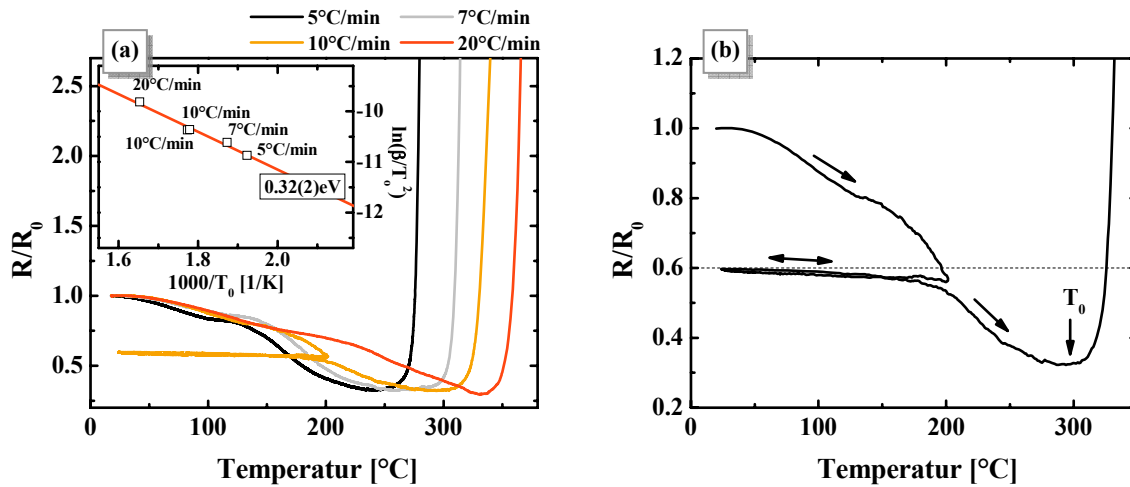 5°C/min 7°C/min
10°C/min 20°C/min
(a)
R/R0
2.5
2.0
1.5
1.0
0.5
0 100 200 300
Temperatur [°C]
20°C/min
10°C/min
10°C/min
7°C/min
5°C/min
0.32(2)eV
-10
-11
-12
ln(β/To²)
1.6 1.8 2.0
1000/T0 [1/K]
(b)
R/R0
1.2
1.0
0.8
0.6
0.4
0.2
T0
0 100 200 300
Temperatur [°C]